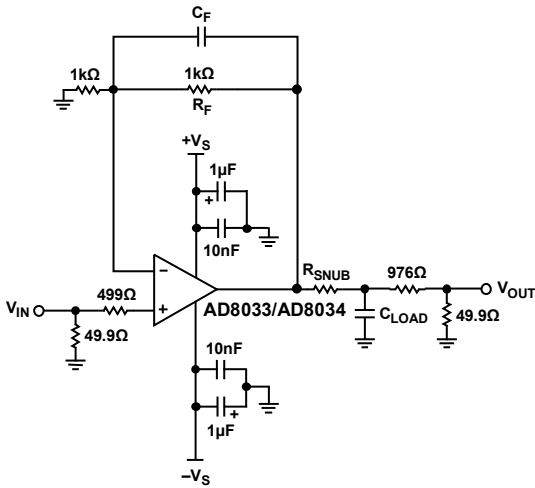 C_F
1kΩ
1kΩ
R_F
+V_S
1µF
+
10nF
R_SNUB
976Ω
V_OUT
–
V_IN
499Ω
+
AD8033/AD8034
C_LOAD
49.9Ω
49.9Ω
10nF
+
1µF
–V_S